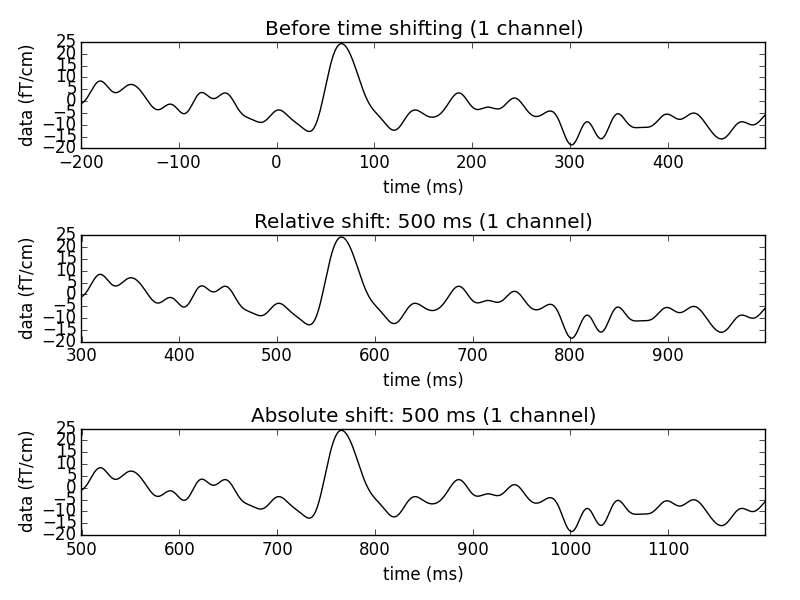 Before time shifting (1 channel)
data (fT/cm)
25
20
15
10
5
0
−5
−10
−15
−20
−200 −100 0 100 200 300 400
time (ms)
Relative shift: 500 ms (1 channel)
data (fT/cm)
25
20
15
10
5
0
−5
−10
−15
−20
300 400 500 600 700 800 900
time (ms)
Absolute shift: 500 ms (1 channel)
data (fT/cm)
25
20
15
10
5
0
−5
−10
−15
−20
500 600 700 800 900 1000 1100
time (ms)